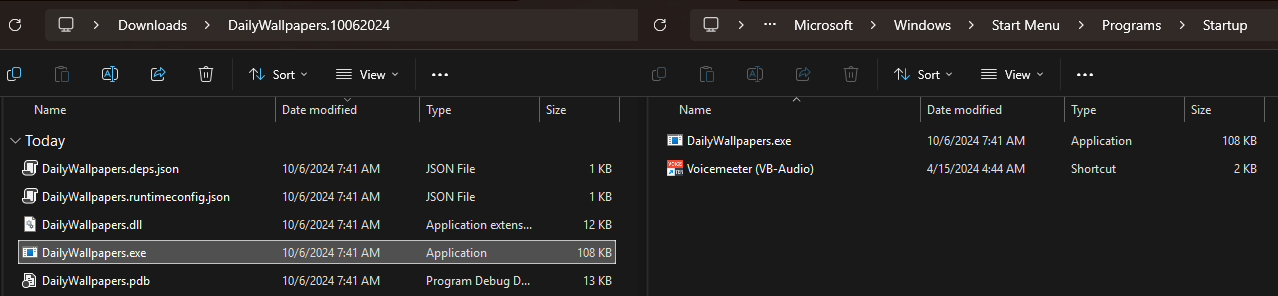 Downloads DailyWallpapers.10062024
Sort View ...
Name Date modified Type Size
Today
DailyWallpapers.deps.json 10/6/2024 7:41 AM JSON File 1 KB
DailyWallpapers.runtimeconfig.json 10/6/2024 7:41 AM JSON File 1 KB
DailyWallpapers.dll 10/6/2024 7:41 AM Application extens... 12 KB
DailyWallpapers.exe 10/6/2024 7:41 AM Application 108 KB
DailyWallpapers.pdb 10/6/2024 7:41 AM Program Debug D... 13 KB
... Microsoft Windows Start Menu Programs Startup
Sort View ...
Name Date modified Type Size
DailyWallpapers.exe 10/6/2024 7:41 AM Application 108 KB
Voicemeeter (VB-Audio) 4/15/2024 4:44 AM Shortcut 2 KB